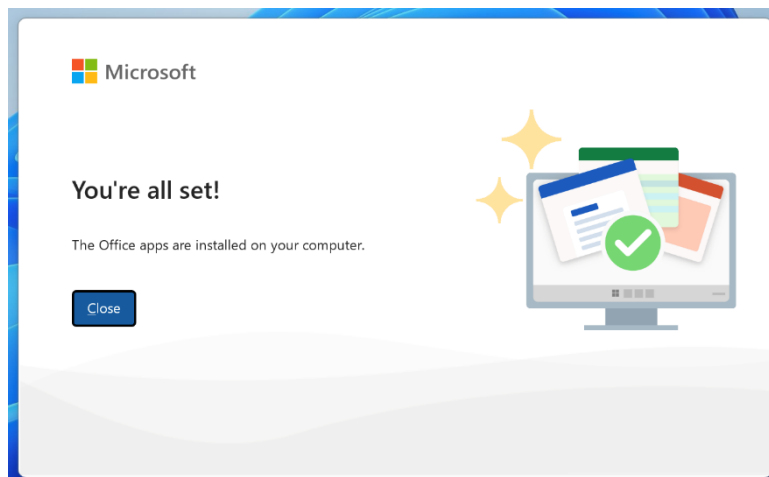 Microsoft
You're all set!
The Office apps are installed on your computer.
Close